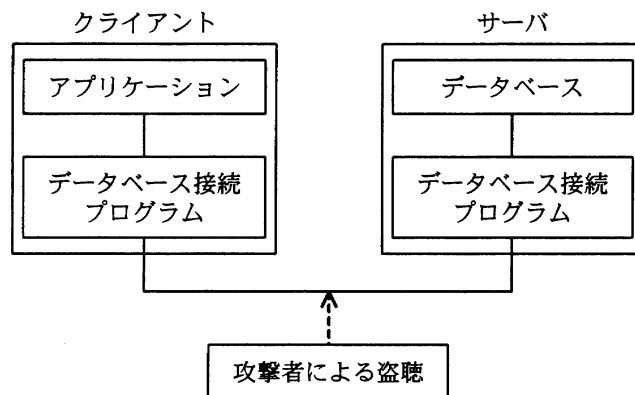 クライアント
サーバ
アプリケーション
データベース
データベース接続
プログラム
データベース接続
プログラム
攻撃者による盗聴